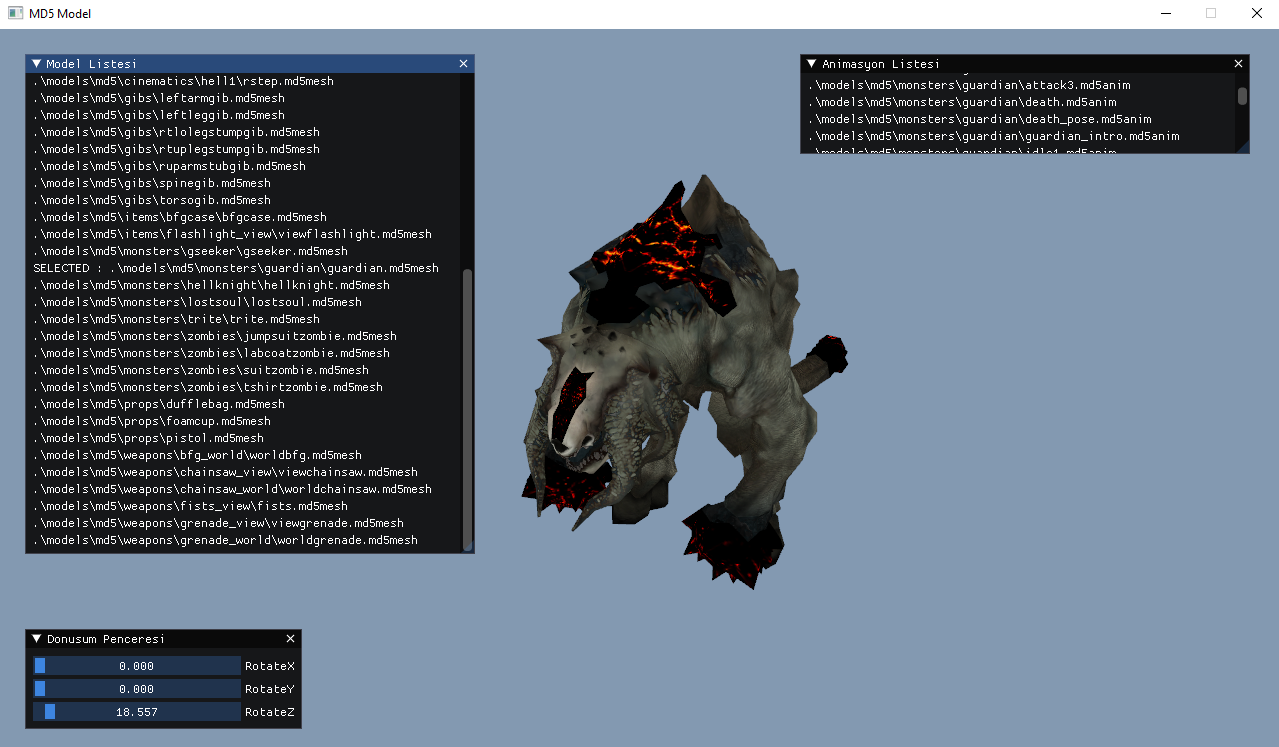 MD5 Model
Model Listesi
.\models\md5\cinematics\hell1\rstep.md5mesh
.\models\md5\gibs\leftarmgib.md5mesh
.\models\md5\gibs\leftleggib.md5mesh
.\models\md5\gibs\rtlolegstumpgib.md5mesh
.\models\md5\gibs\rtuplegstumpgib.md5mesh
.\models\md5\gibs\ruparmstubgib.md5mesh
.\models\md5\gibs\spinegib.md5mesh
.\models\md5\gibs\torsogib.md5mesh
.\models\md5\items\bfgcase\bfgcase.md5mesh
.\models\md5\items\flashlight_view\viewflashlight.md5mesh
.\models\md5\monsters\gseeker\gseeker.md5mesh
SELECTED : .\models\md5\monsters\guardian\guardian.md5mesh
.\models\md5\monsters\hellknight\hellknight.md5mesh
.\models\md5\monsters\lostsoul\lostsoul.md5mesh
.\models\md5\monsters\trite\trite.md5mesh
.\models\md5\monsters\zombies\jumpsuitzombie.md5mesh
.\models\md5\monsters\zombies\labcoatzombie.md5mesh
.\models\md5\monsters\zombies\suitzombie.md5mesh
.\models\md5\monsters\zombies\tshirtzombie.md5mesh
.\models\md5\props\dufflebag.md5mesh
.\models\md5\props\foamcup.md5mesh
.\models\md5\props\pistol.md5mesh
.\models\md5\weapons\bfg_world\worldbfg.md5mesh
.\models\md5\weapons\chainsaw_view\viewchainsaw.md5mesh
.\models\md5\weapons\chainsaw_world\worldchainsaw.md5mesh
.\models\md5\weapons\fists_view\fists.md5mesh
.\models\md5\weapons\grenade_view\viewgrenade.md5mesh
.\models\md5\weapons\grenade_world\worldgrenade.md5mesh
Animasyon Listesi
.\models\md5\monsters\guardian\attack3.md5anim
.\models\md5\monsters\guardian\death.md5anim
.\models\md5\monsters\guardian\death_pose.md5anim
.\models\md5\monsters\guardian\guardian_intro.md5anim
.\models\md5\monsters\guardian\idle1.md5anim
Donusum Penceresi
0.000 RotateX
0.000 RotateY
18.557 RotateZ